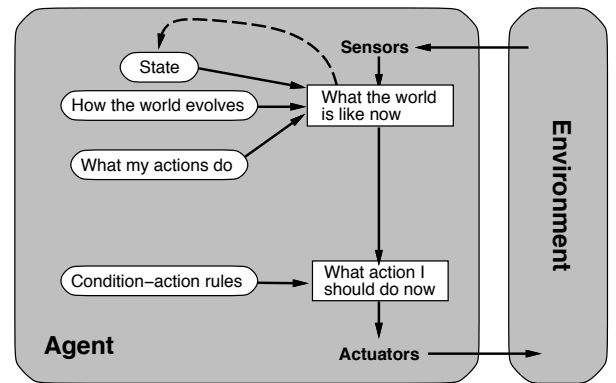 Sensors
State
How the world evolves
What my actions do
What the world
is like now
Condition−action rules
What action I
should do now
Agent
Actuators
Environment